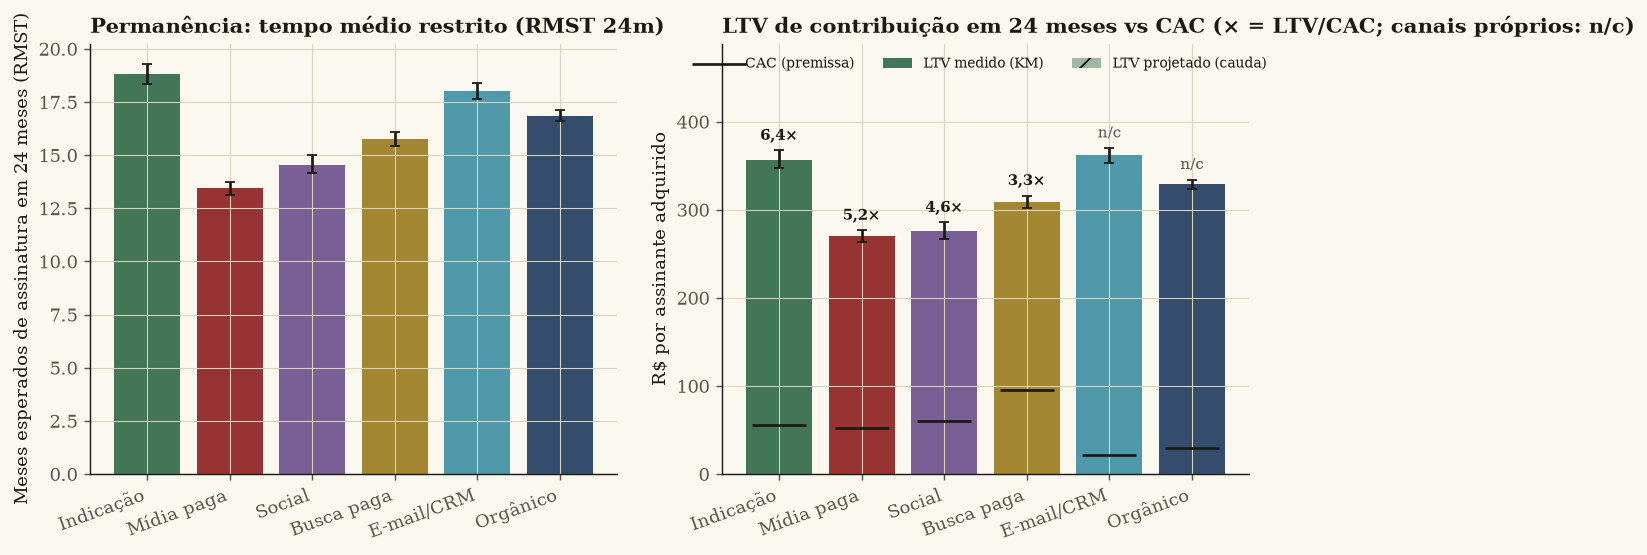 Permanência: tempo médio restrito (RMST 24m)
Meses esperados de assinatura em 24 meses (RMST)
20.0
17.5
15.0
12.5
10.0
7.5
5.0
2.5
0.0
Indicação
Mídia paga
Social
Busca paga
E-mail/CRM
Orgânico
LTV de contribuição em 24 meses vs CAC (× = LTV/CAC; canais próprios: n/c)
CAC (premissa)
LTV medido (KM)
LTV projetado (cauda)
R$ por assinante adquirido
400
300
200
100
0
6,4×
5,2×
4,6×
3,3×
n/c
n/c
Indicação
Mídia paga
Social
Busca paga
E-mail/CRM
Orgânico